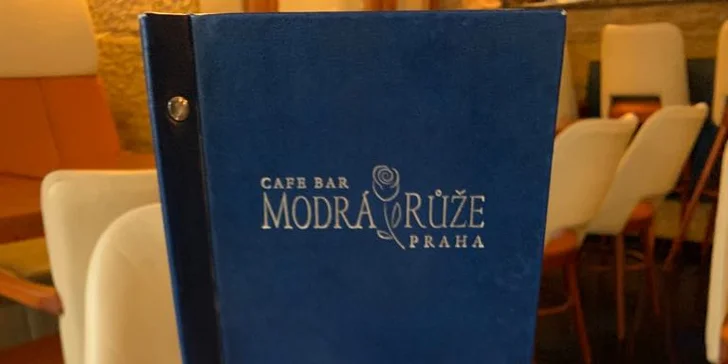 CAFE BAR
MODRÁ RŮŽE
PRAHA